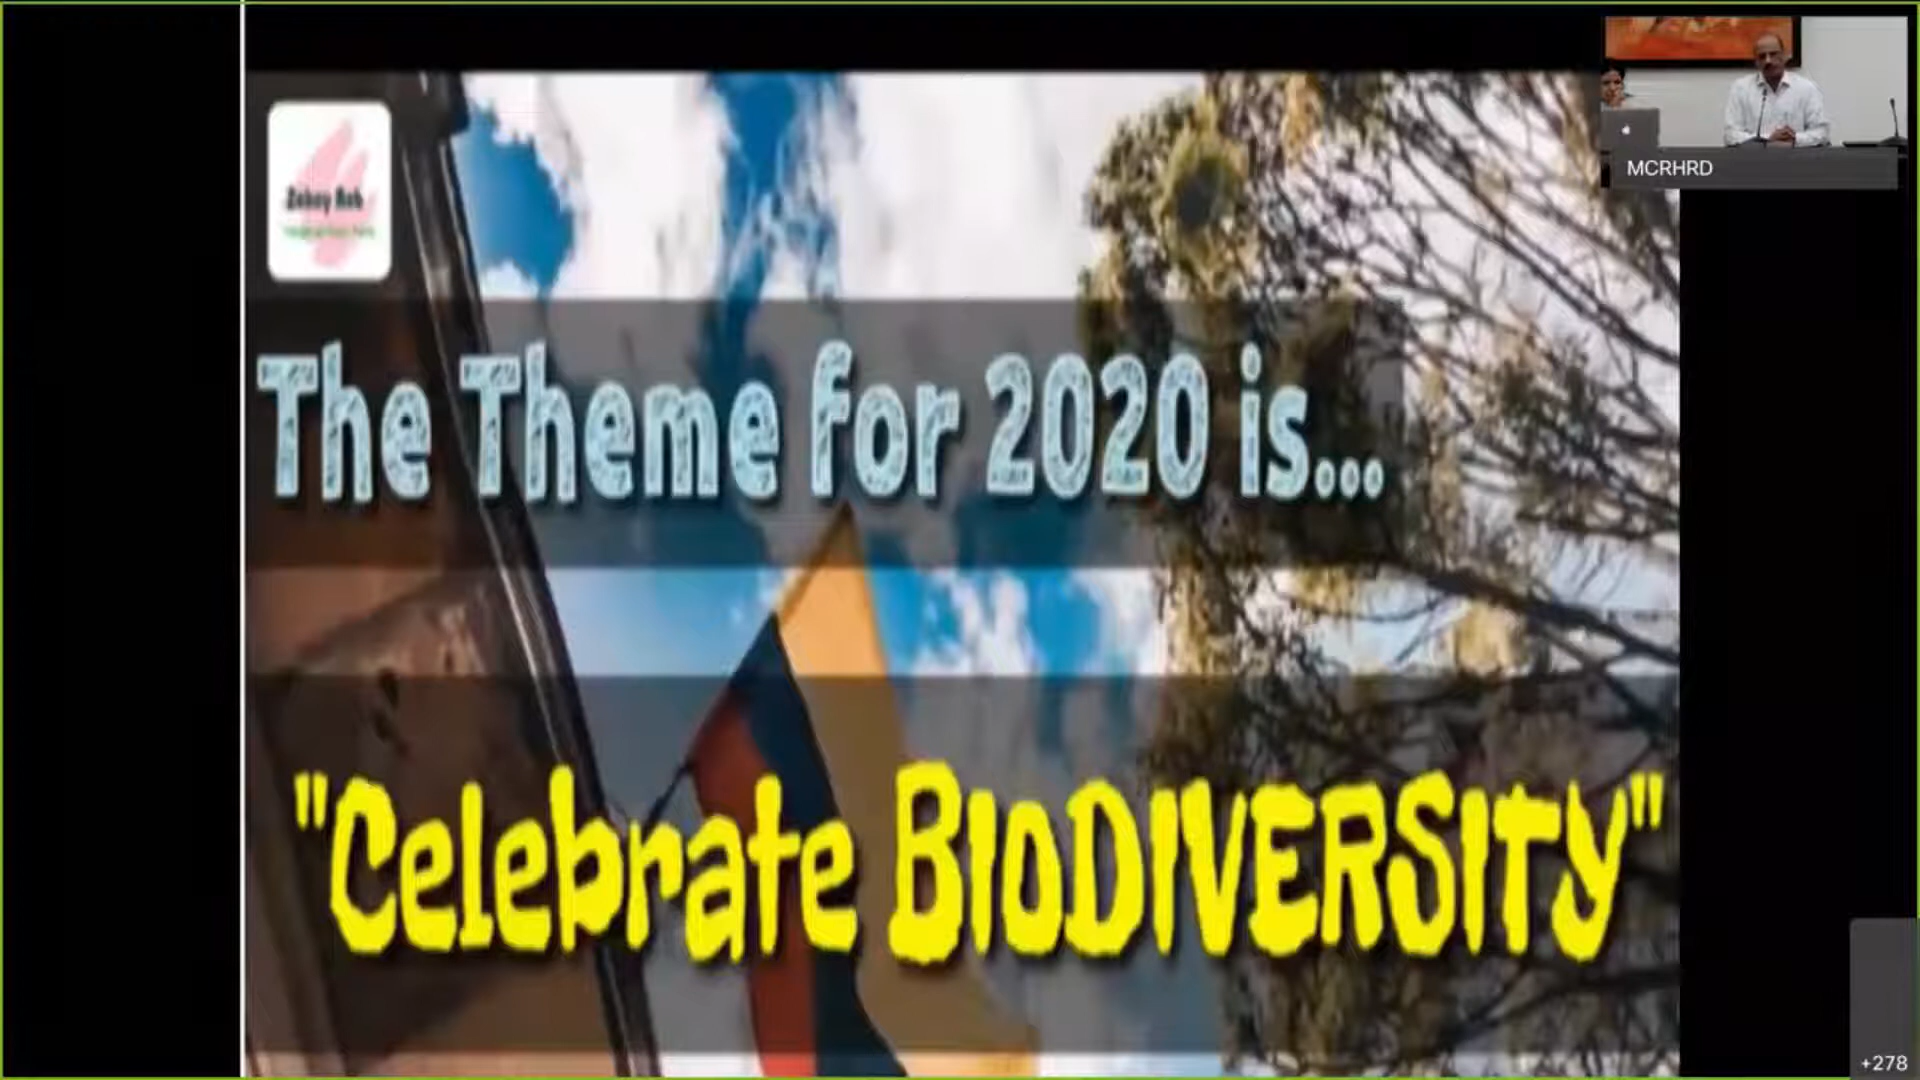 MCRHRD
The Theme for 2020 is...
"Celebrate BIODIVERSITY"
+278